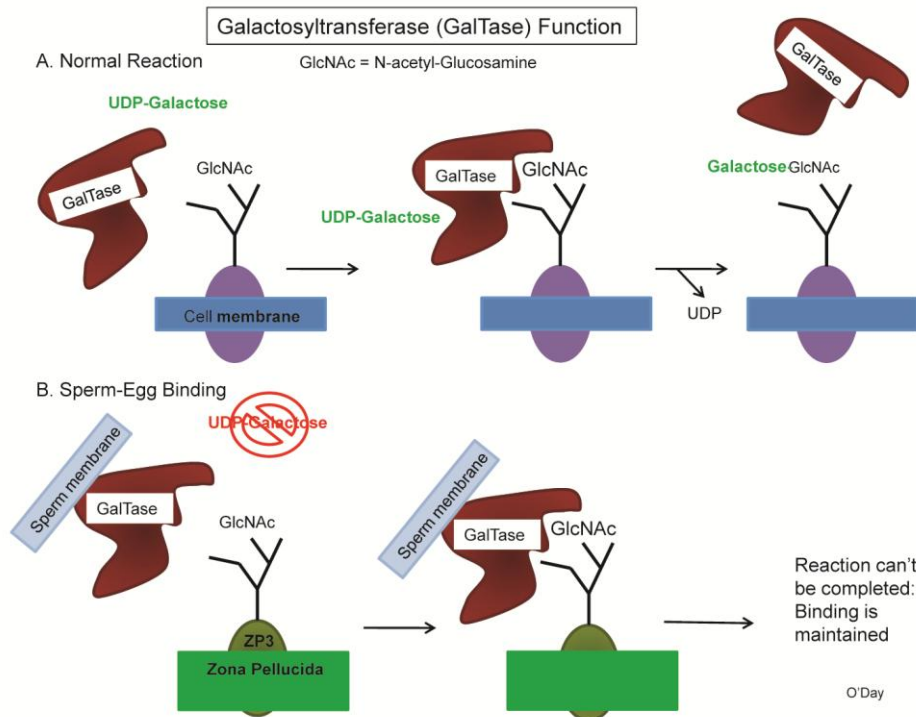 Galactosyltransferase (GalTase) Function
A. Normal Reaction
GlcNAc = N-acetyl-Glucosamine
UDP-Galactose
GalTase
GlcNAc
Cell membrane
GalTase
GlcNAc
UDP-Galactose
UDP
GalTase
Galactose-GlcNAc
B. Sperm-Egg Binding
UDP-Galactose
Sperm membrane
GalTase
GlcNAc
ZP3
Zona Pellucida
Sperm membrane
GalTase
GlcNAc
Reaction can't
be completed:
Binding is
maintained
O'Day